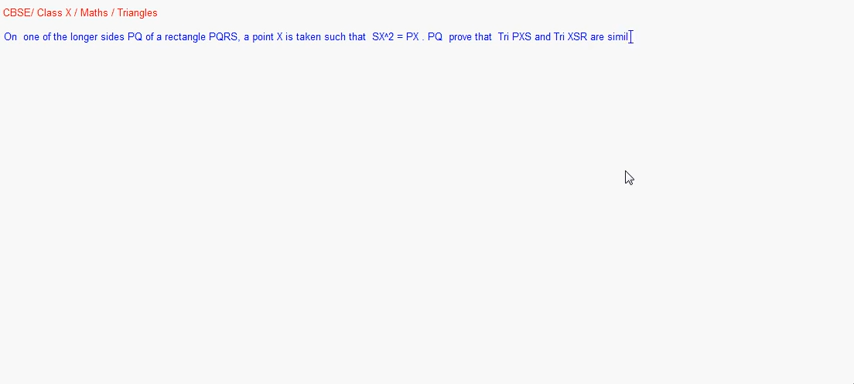 CBSE/ Class X / Maths / Triangles
On one of the longer sides PQ of a rectangle PQRS, a point X is taken such that SX^2 = PX . PQ prove that Tri PXS and Tri XSR are simil